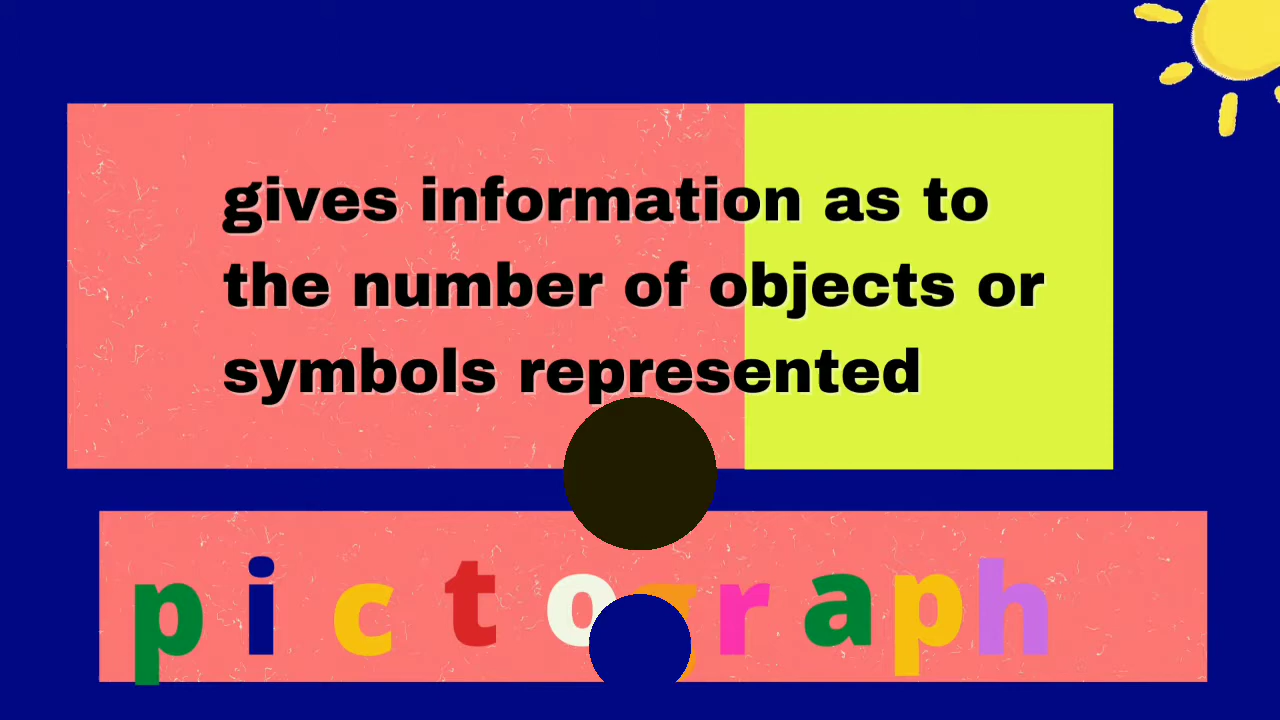 gives information as to
the number of objects or
symbols represented
pictograph